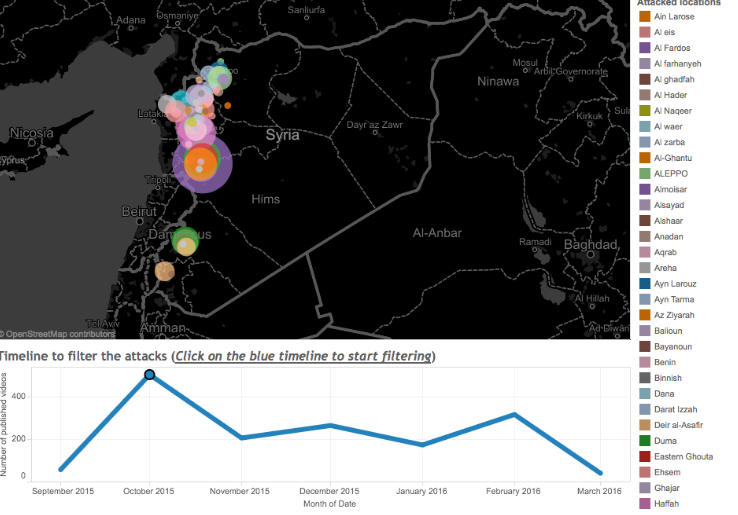 Attacked locations
Ain Larose
Al eis
Al Fardos
Al farhanyeh
Al ghadfah
Al Hader
Al Naqeer
Al waer
Al zarba
Al-Ghantu
ALEPPO
Almoisar
Alsayad
Alshaar
Anadan
Aqrab
Areha
Ayn Larouz
Ayn Tarma
Az Ziyarah
Balioun
Bayenoun
Benin
Binnish
Dana
Darat Izzah
Deir al-Asafir
Duma
Eastern Ghouta
Ehsem
Ghajar
Haffah
Sanliurfa
Osmaniye
Adana
Mosul
Arbil Governorate
Ninawa
Kirkuk
Sula
Latakia
Dayr az Zawr
Syria
Nicosia
yprus
Tripoli
Hims
Beirut
Al-Anbar
Ramadi
Baghdad
Al Hillah
Tel Aviv
Amman
Ad Diwan
© OpenStreetMap contributors
Timeline to filter the attacks (Click on the blue timeline to start filtering)
Number of published videos
400
200
0
September 2015
October 2015
November 2015
December 2015
January 2016
February 2016
March 2016
Month of Date